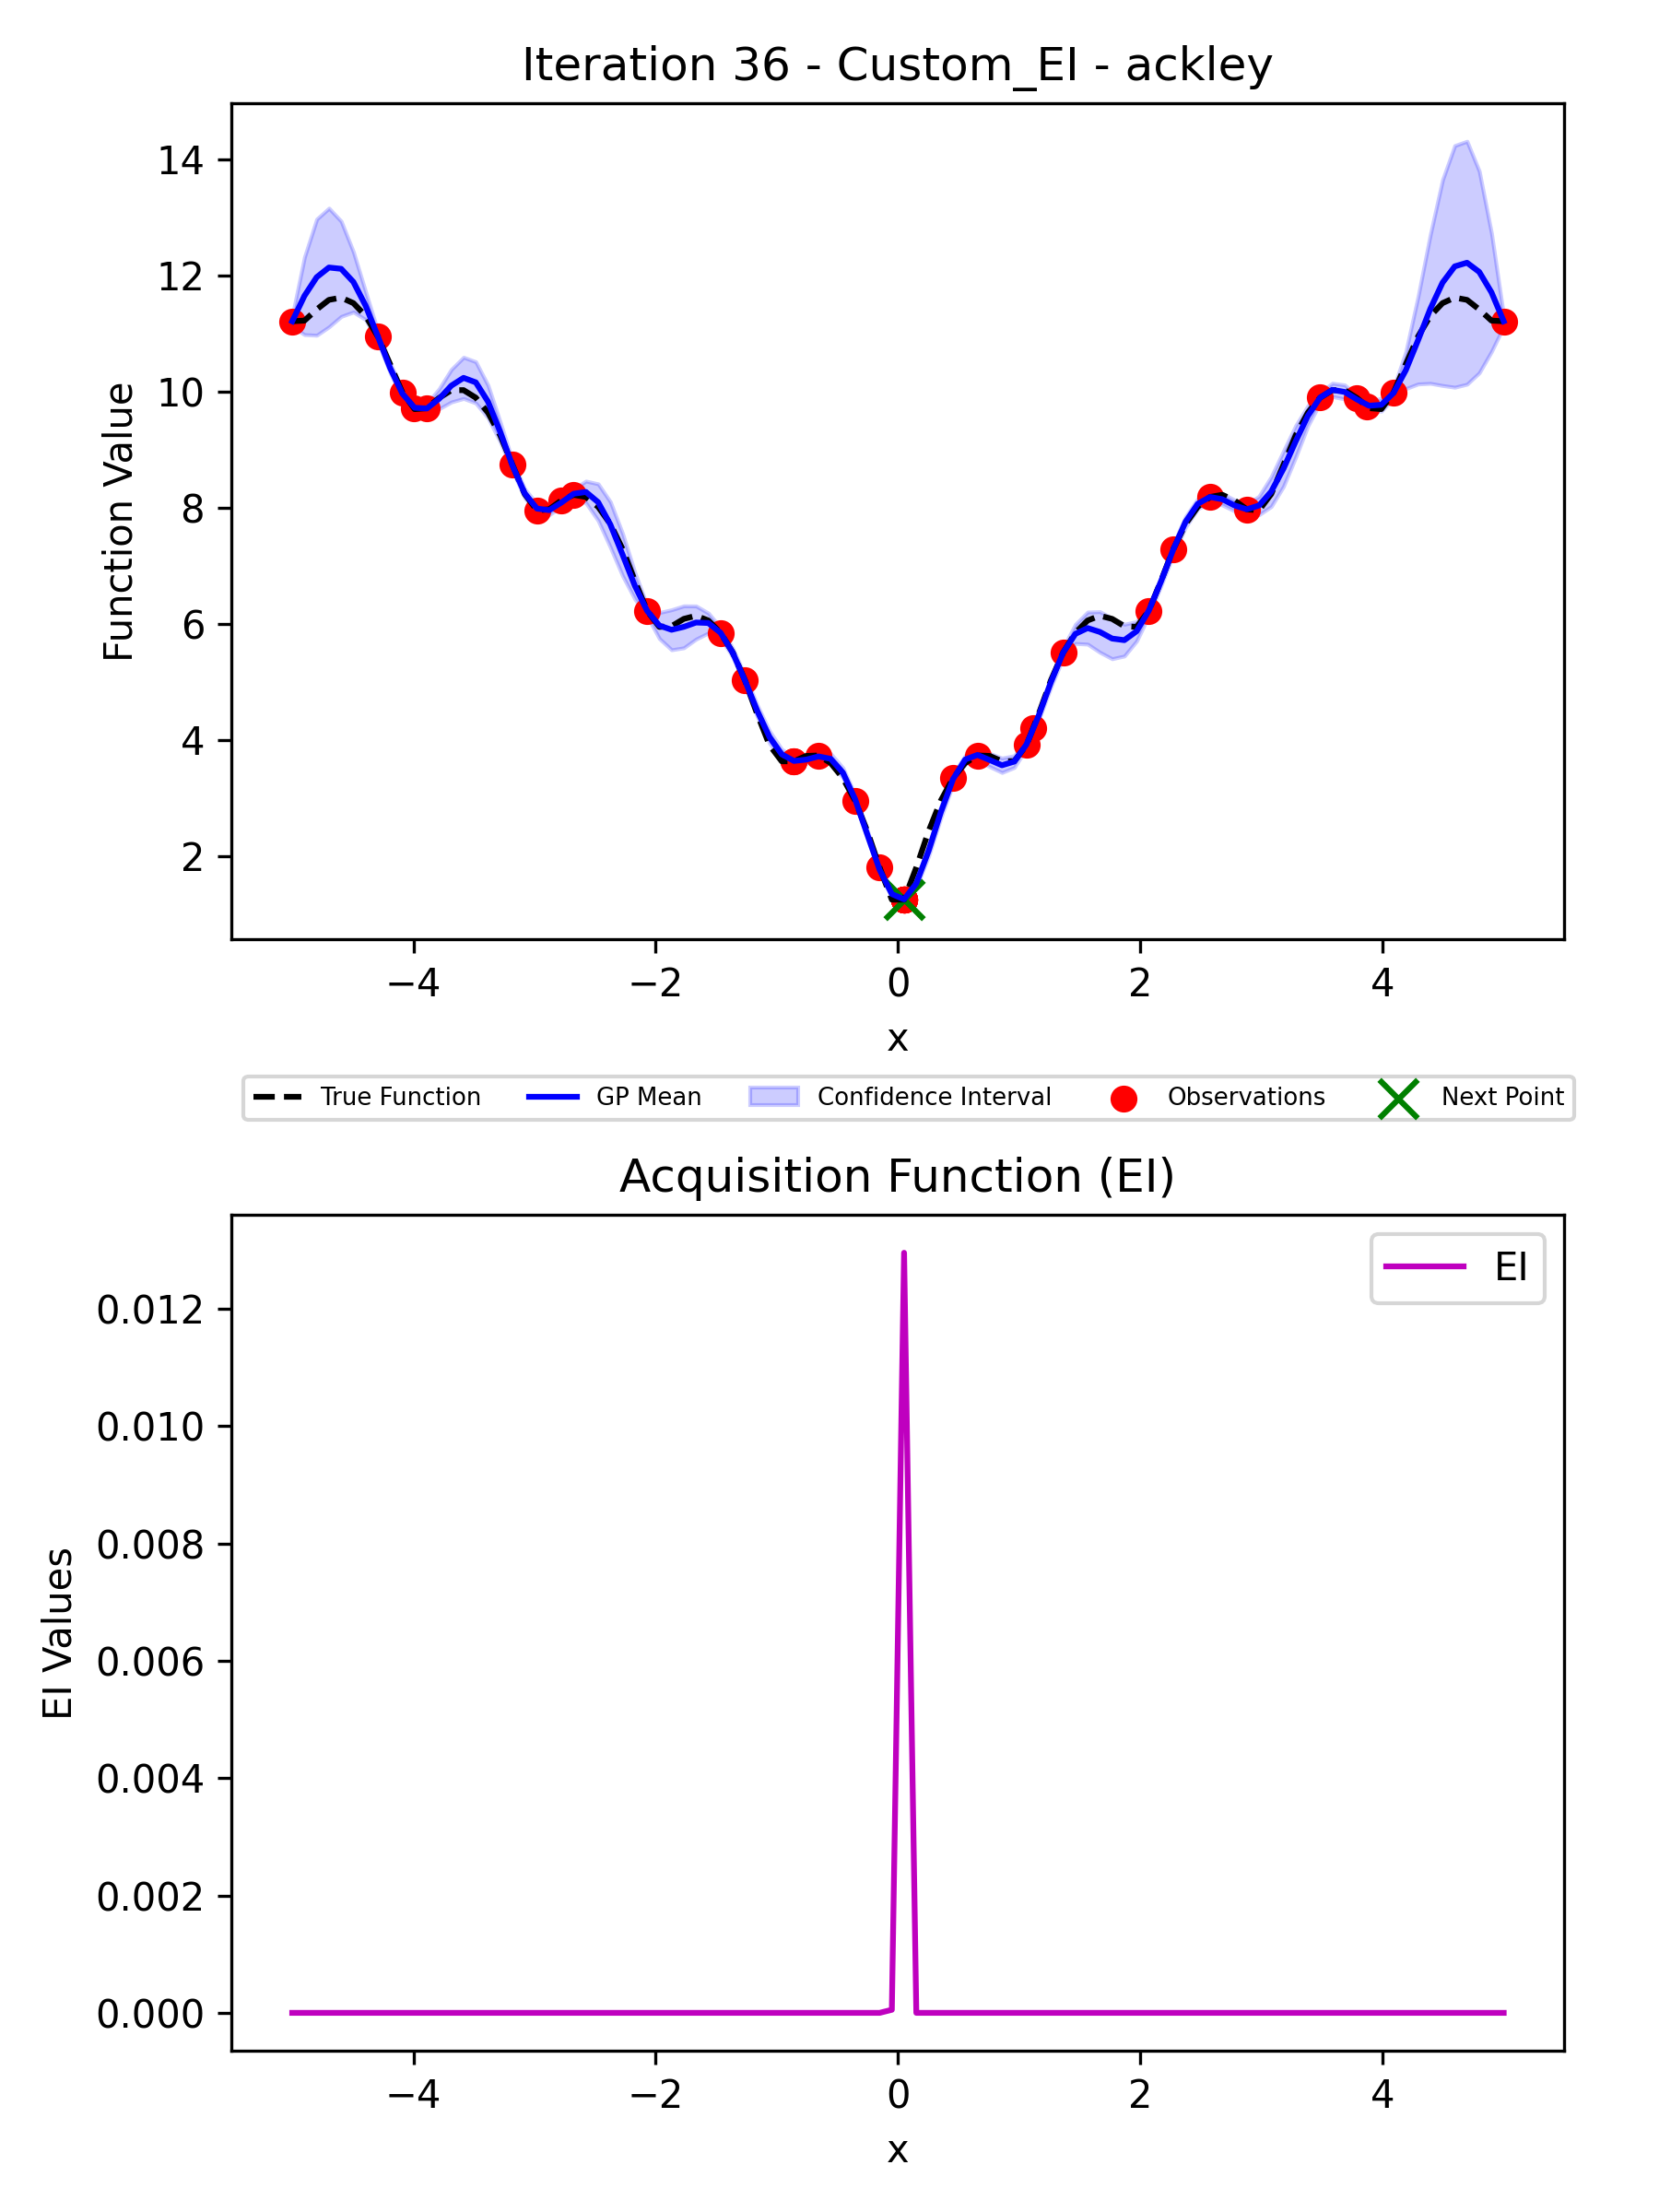 Iteration 36 - Custom_EI - ackley
14
12
10
8
6
4
2
Function Value
−4 −2 0 2 4
x
True Function GP Mean Confidence Interval Observations Next Point
Acquisition Function (EI)
EI
0.012
0.010
0.008
0.006
0.004
0.002
0.000
EI Values
−4 −2 0 2 4
x